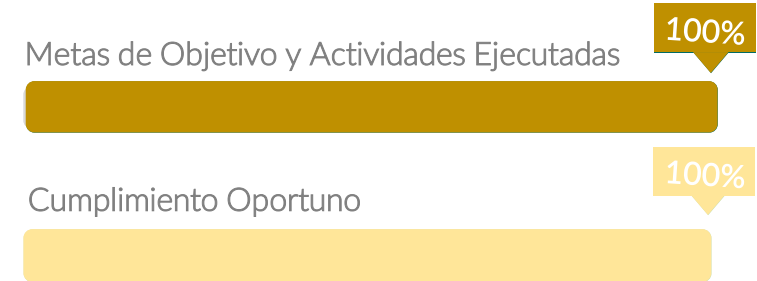 100%
Metas de Objetivo y Actividades Ejecutadas
100%
Cumplimiento Oportuno